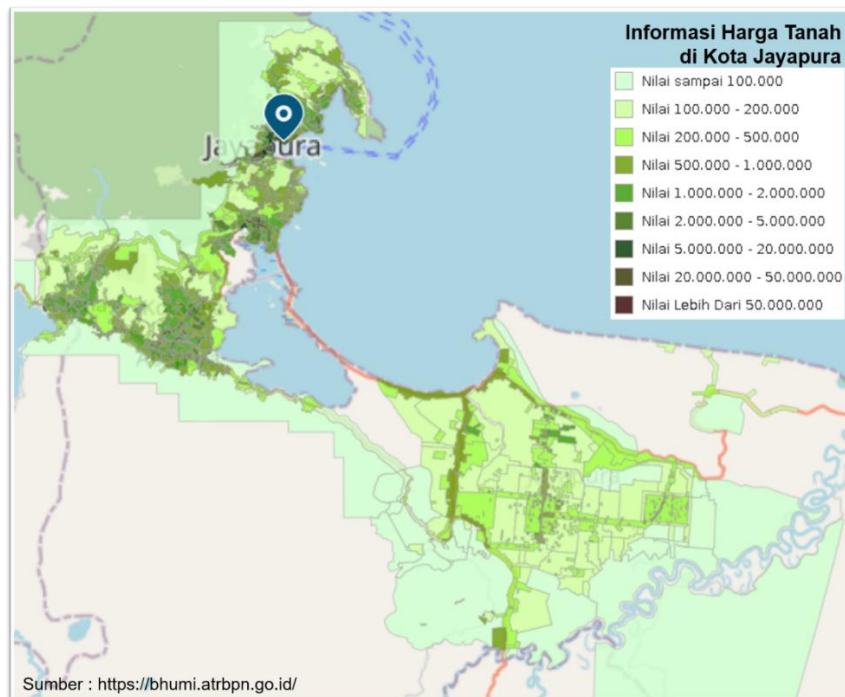 Informasi Harga Tanah
di Kota Jayapura
Nilai sampai 100.000
Nilai 100.000 - 200.000
Nilai 200.000 - 500.000
Nilai 500.000 - 1.000.000
Nilai 1.000.000 - 2.000.000
Nilai 2.000.000 - 5.000.000
Nilai 5.000.000 - 20.000.000
Nilai 20.000.000 - 50.000.000
Nilai Lebih Dari 50.000.000
Jayapura
Sumber : https://bhumi.atrbpn.go.id/